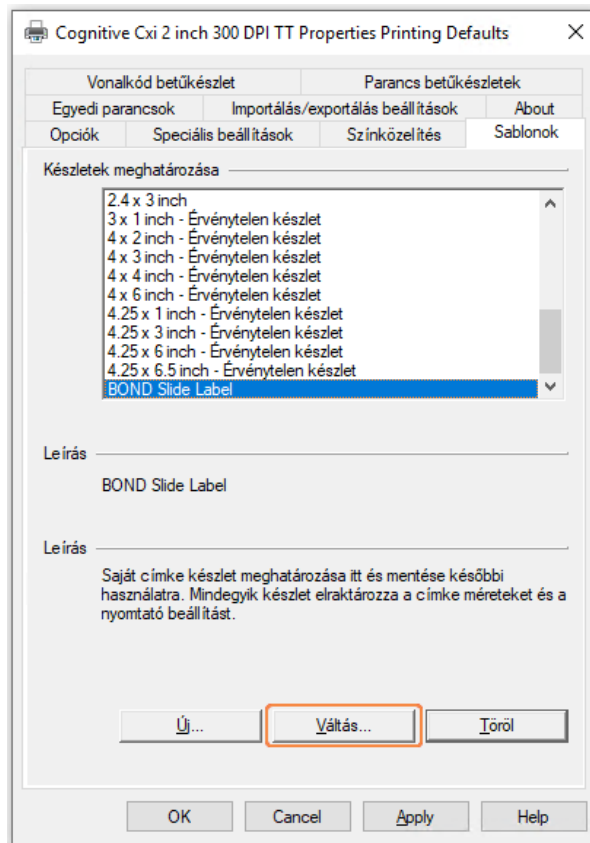 Cognitive Cxi 2 inch 300 DPI TT Properties Printing Defaults
Vonalkód betűkészlet Parancs betűkészletek
Egyedi parancsok Importálás/exportálás beállítások About
Opciók Speciális beállítások Színközelítés Sablonok
Készletek meghatározása
2.4 x 3 inch
3 x 1 inch - Érvénytelen készlet
4 x 2 inch - Érvénytelen készlet
4 x 3 inch - Érvénytelen készlet
4 x 4 inch - Érvénytelen készlet
4 x 6 inch - Érvénytelen készlet
4.25 x 1 inch - Érvénytelen készlet
4.25 x 3 inch - Érvénytelen készlet
4.25 x 6 inch - Érvénytelen készlet
4.25 x 6.5 inch - Érvénytelen készlet
BOND Slide Label
Leírás
BOND Slide Label
Leírás
Saját címke készlet meghatározása itt és mentése későbbi
használatra. Mindegyik készlet elraktározza a címke méreteket és a
nyomtató beállítást.
Új... Váltás... Töröl
OK Cancel Apply Help